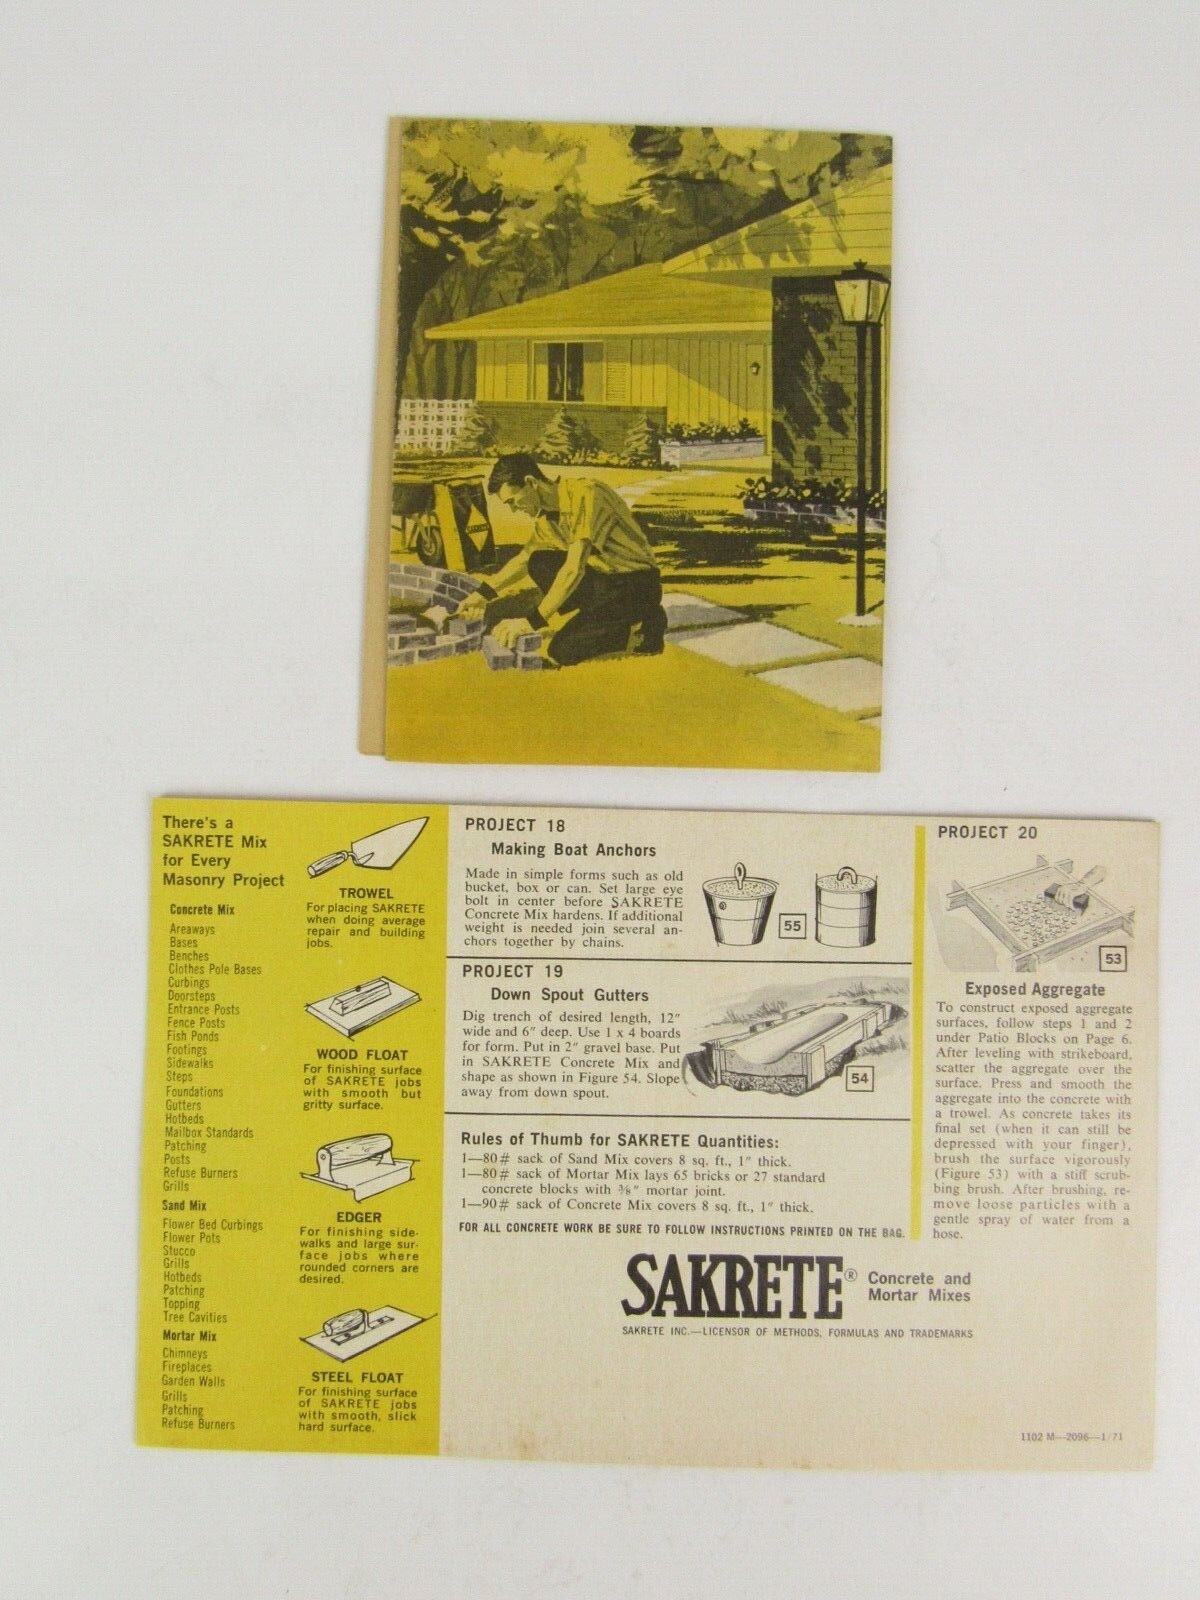 SAKRETE
There's a
SAKRETE Mix
for Every
Masonry Project
Concrete Mix
Areaways
Bases
Benches
Clothes Pole Bases
Curbings
Doorsteps
Entrance Posts
Fence Posts
Fish Ponds
Footings
Sidewalks
Steps
Foundations
Gutters
Hotbeds
Mailbox Standards
Patching
Posts
Refuse Burners
Grills
Sand Mix
Flower Bed Curbings
Flower Pots
Stucco
Grills
Hotbeds
Patching
Topping
Tree Cavities
Mortar Mix
Chimneys
Fireplaces
Garden Walls
Grills
Patching
Refuse Burners
TROWEL
For placing SAKRETE
when doing average
repair and building
jobs.
WOOD FLOAT
For finishing surface
of SAKRETE jobs
with smooth but
gritty surface.
EDGER
For finishing side-
walks and large sur-
face jobs where
rounded corners are
desired.
STEEL FLOAT
For finishing surface
of SAKRETE jobs
with smooth, slick
hard surface.
PROJECT 18
Making Boat Anchors
Made in simple forms such as old
bucket, box or can. Set large eye
bolt in center before SAKRETE
Concrete Mix hardens. If additional
weight is needed join several an-
chors together by chains.
55
PROJECT 19
Down Spout Gutters
Dig trench of desired length, 12"
wide and 6" deep. Use 1 x 4 boards
for form. Put in 2" gravel base. Put
in SAKRETE Concrete Mix and
shape as shown in Figure 54. Slope
away from down spout.
54
Rules of Thumb for SAKRETE Quantities:
1—80# sack of Sand Mix covers 8 sq. ft., 1" thick.
1—80# sack of Mortar Mix lays 65 bricks or 27 standard
concrete blocks with ⅜" mortar joint.
1—90# sack of Concrete Mix covers 8 sq. ft., 1" thick.
FOR ALL CONCRETE WORK BE SURE TO FOLLOW INSTRUCTIONS PRINTED ON THE BAG.
PROJECT 20
53
Exposed Aggregate
To construct exposed aggregate
surfaces, follow steps 1 and 2
under Patio Blocks on Page 6.
After leveling with strikeboard,
scatter the aggregate over the
surface. Press and smooth the
aggregate into the concrete with
a trowel. As concrete takes its
final set (when it can still be
depressed with your finger),
brush the surface vigorously
(Figure 53) with a stiff scrub-
bing brush. After brushing, re-
move loose particles with a
gentle spray of water from a
hose.
SAKRETE® Concrete and
Mortar Mixes
SAKRETE INC.—LICENSOR OF METHODS, FORMULAS AND TRADEMARKS
1102 M—2096—1/71